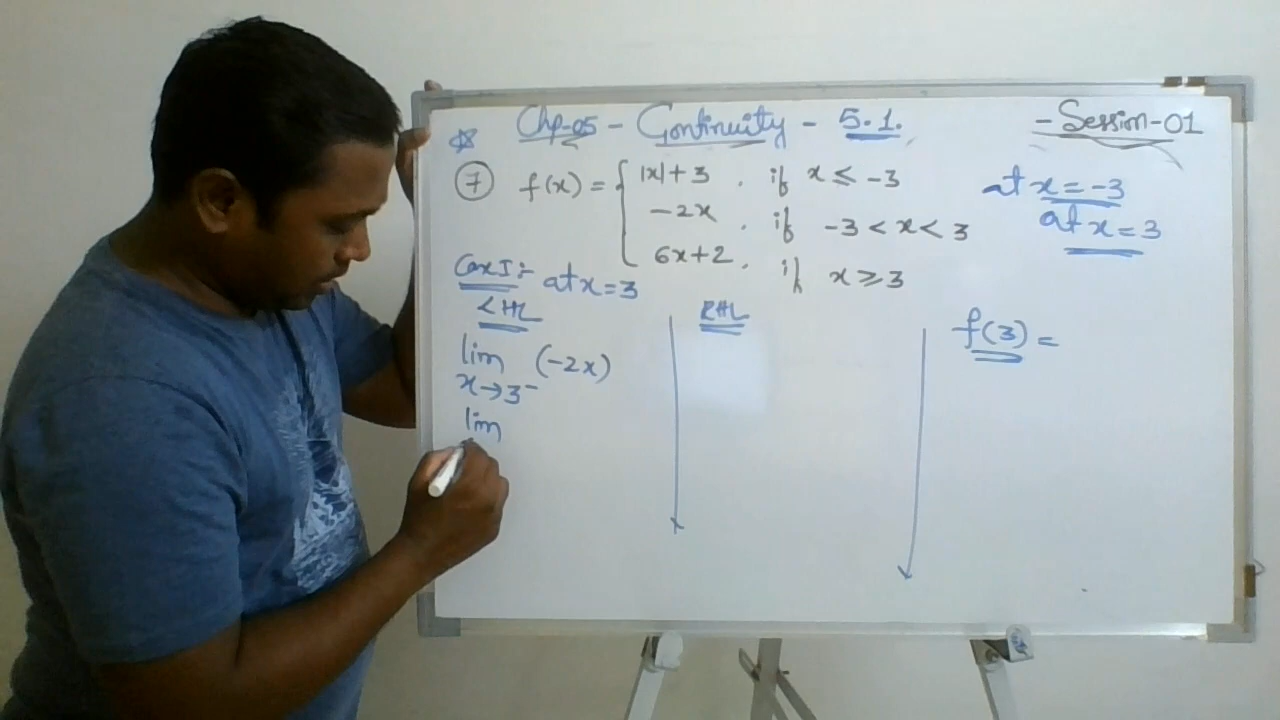 Chp-05 - Continuity - 5.1. - Session-01
7 f(x) = { |x|+3 , if x ≤ -3
-2x , if -3 < x < 3
6x+2 , if x ≥ 3
at x = -3
at x = 3
Case I :- at x = 3
LHL
lim (-2x)
x→3⁻
lim
RHL
f(3) =